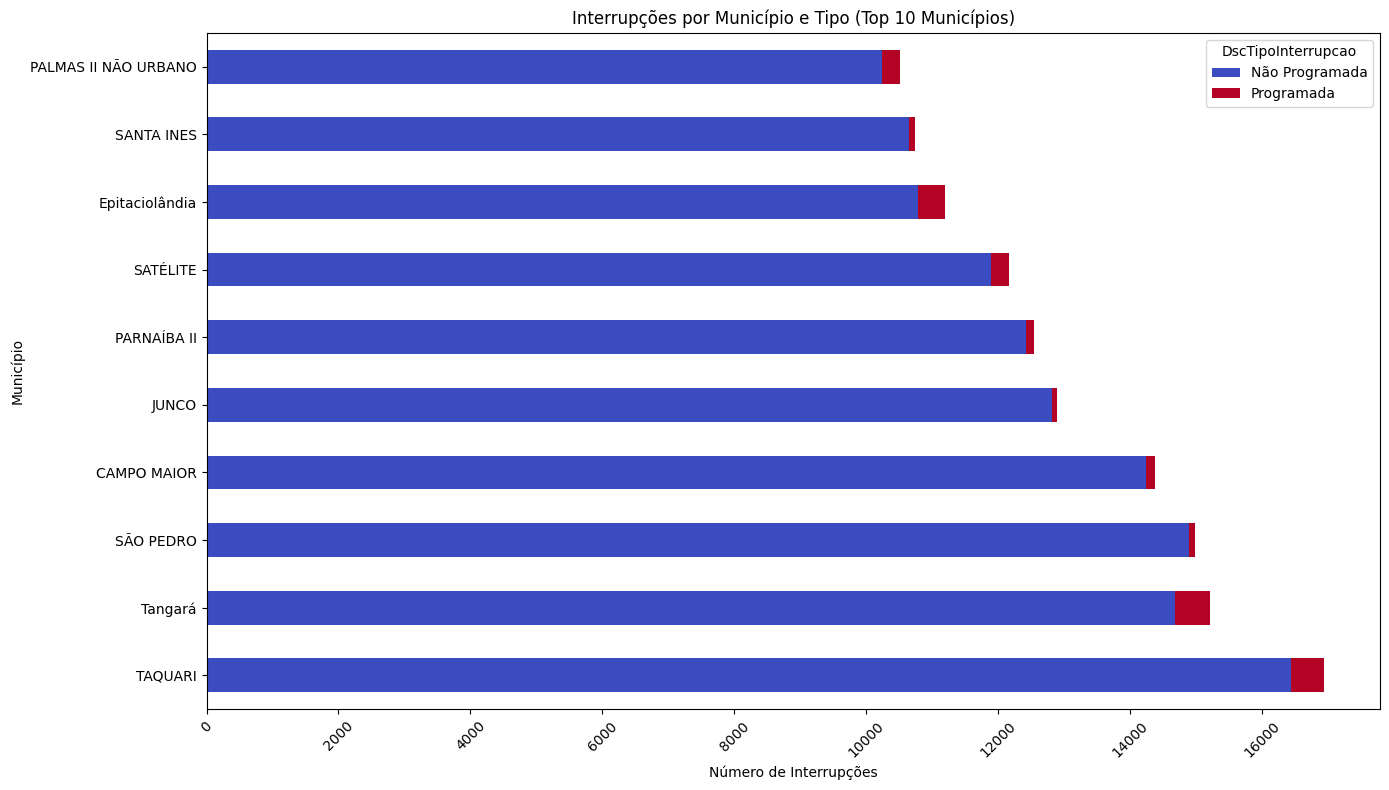 Interrupções por Município e Tipo (Top 10 Municípios)
DscTipoInterrupcao
Não Programada
Programada
Município
PALMAS II NÃO URBANO
SANTA INES
Epitaciolândia
SATÉLITE
PARNAÍBA II
JUNCO
CAMPO MAIOR
SÃO PEDRO
Tangará
TAQUARI
0
2000
4000
6000
8000
10000
12000
14000
16000
Número de Interrupções